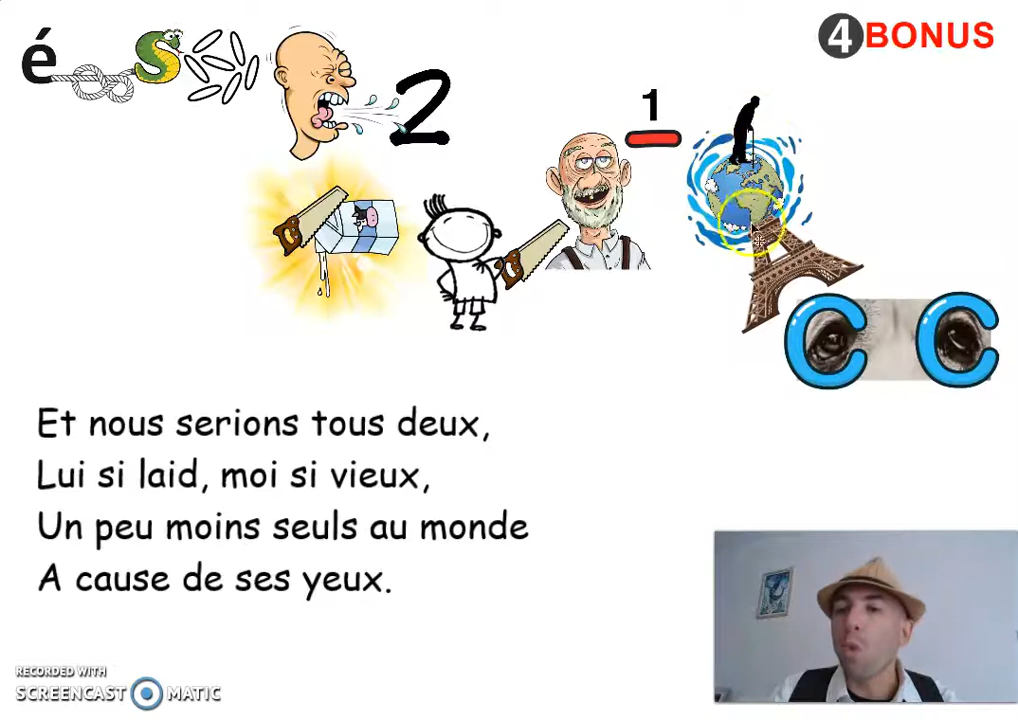 é
2
4 BONUS
1
C C
Et nous serions tous deux,
Lui si laid, moi si vieux,
Un peu moins seuls au monde
A cause de ses yeux.
RECORDED WITH
SCREENCAST MATIC